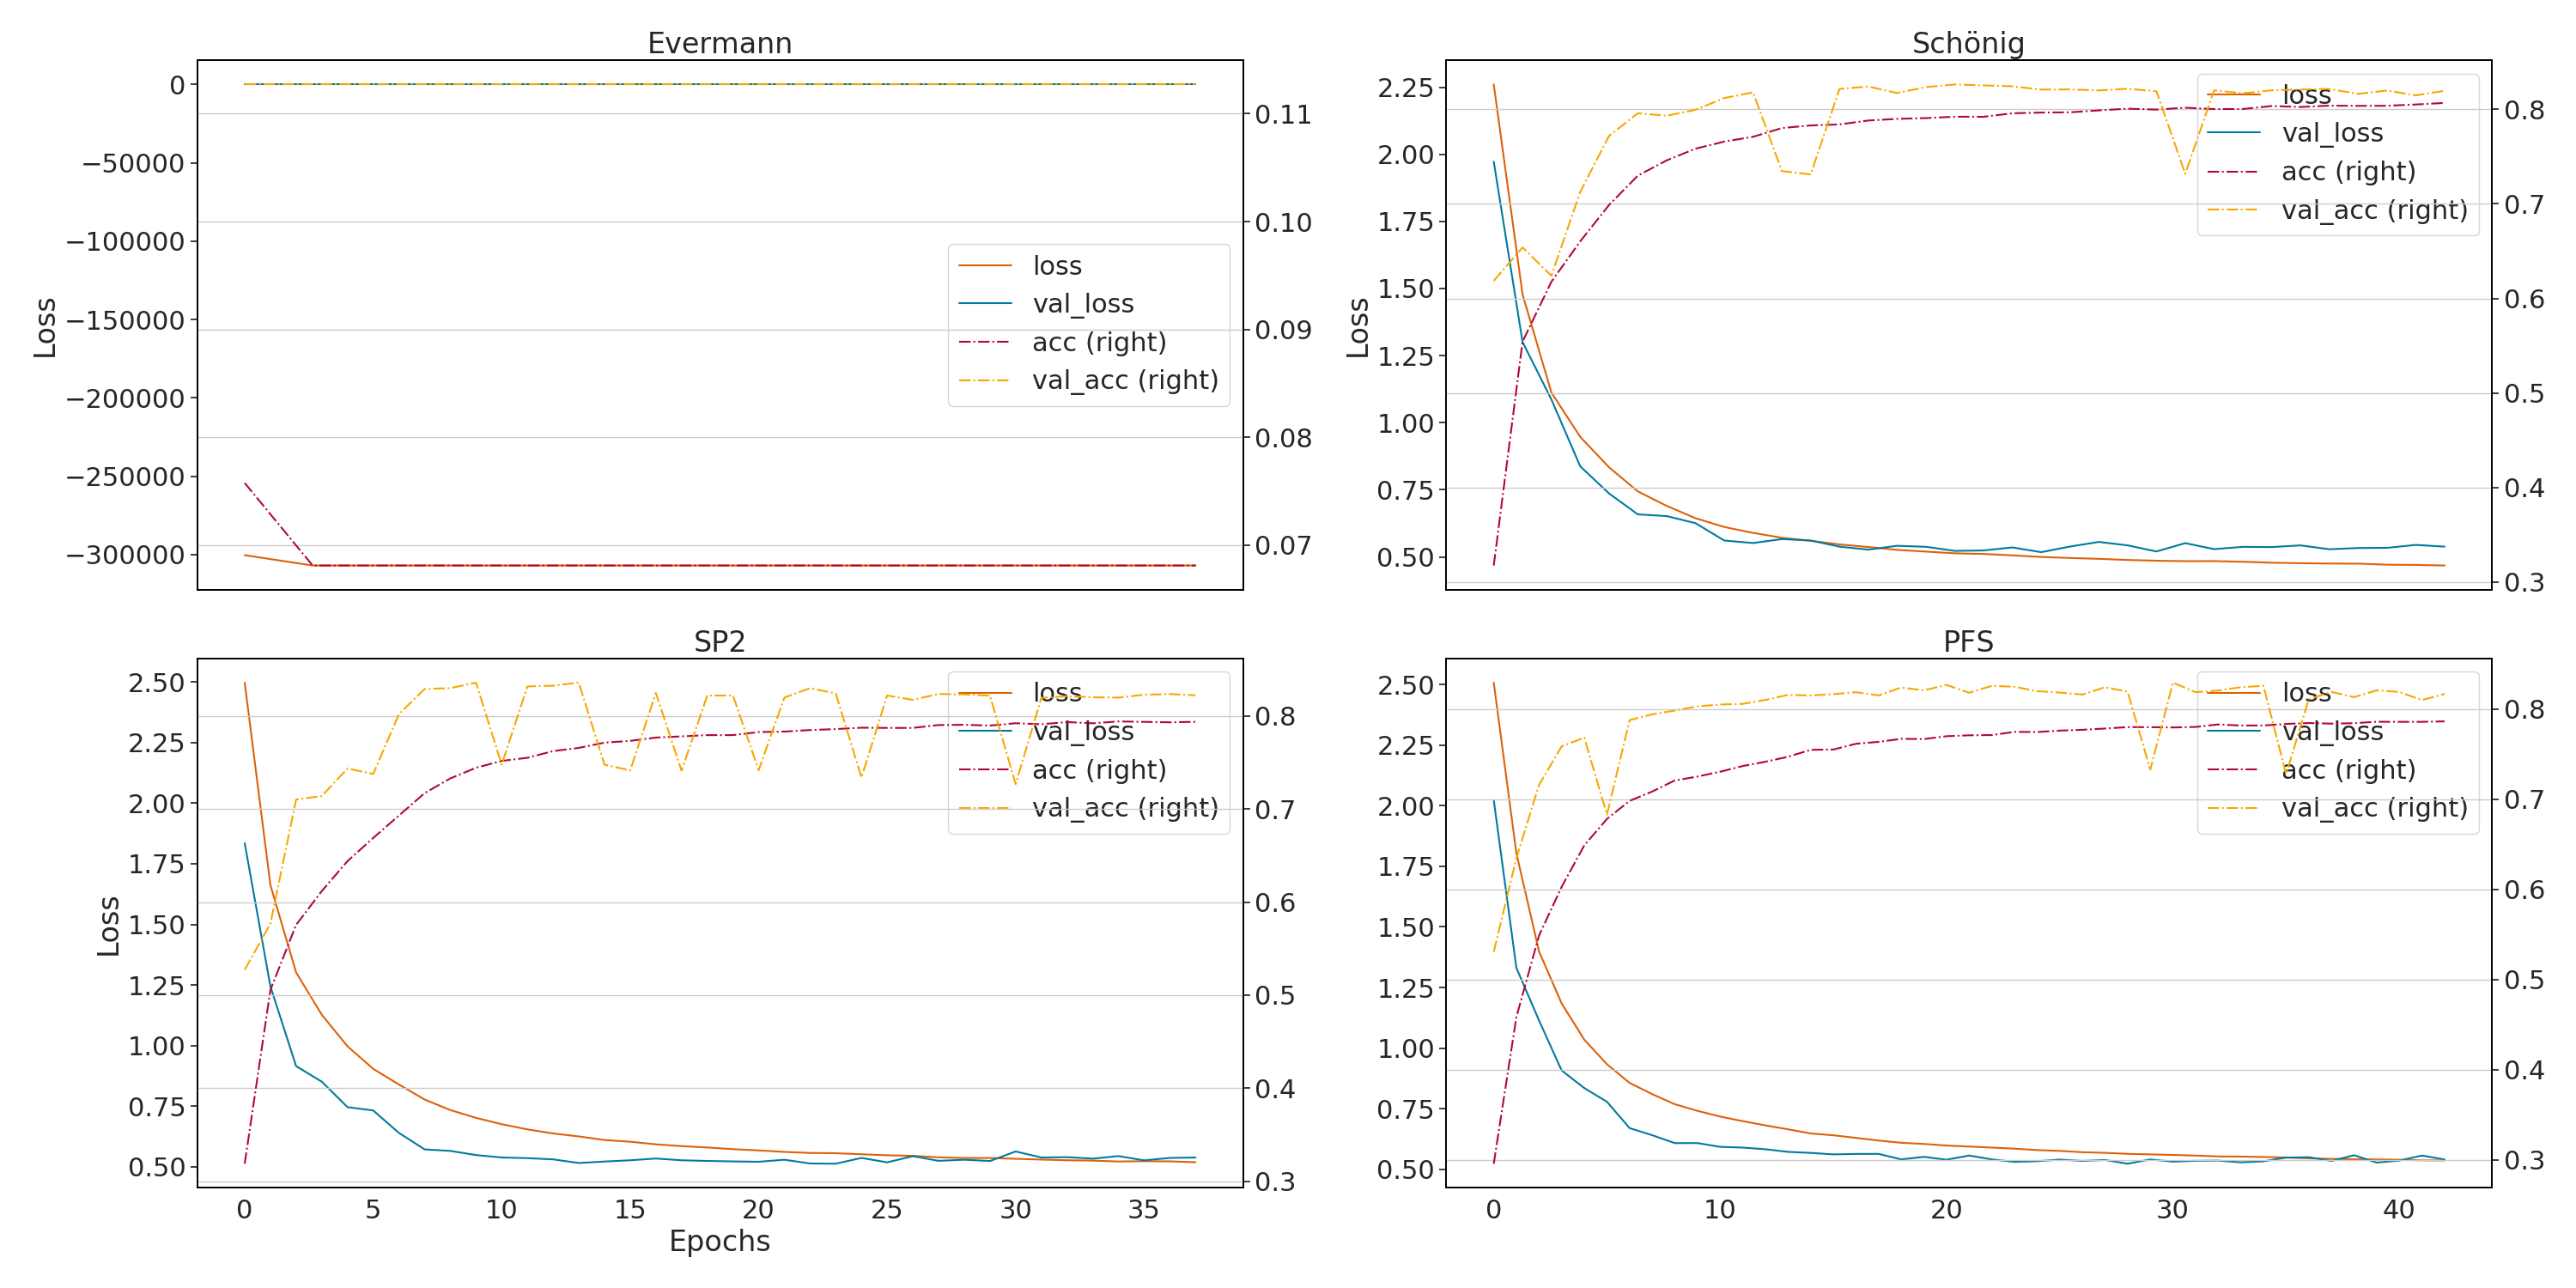 Evermann
0
−50000
−100000
−150000
−200000
−250000
−300000
Loss
0.11
0.10
0.09
0.08
0.07
loss
val_loss
acc (right)
val_acc (right)
Schönig
2.25
2.00
1.75
1.50
1.25
1.00
0.75
0.50
Loss
0.8
0.7
0.6
0.5
0.4
0.3
loss
val_loss
acc (right)
val_acc (right)
SP2
2.50
2.25
2.00
1.75
1.50
1.25
1.00
0.75
0.50
Loss
0.8
0.7
0.6
0.5
0.4
0.3
loss
val_loss
acc (right)
val_acc (right)
0 5 10 15 20 25 30 35
Epochs
PFS
2.50
2.25
2.00
1.75
1.50
1.25
1.00
0.75
0.50
0.8
0.7
0.6
0.5
0.4
0.3
loss
val_loss
acc (right)
val_acc (right)
0 10 20 30 40